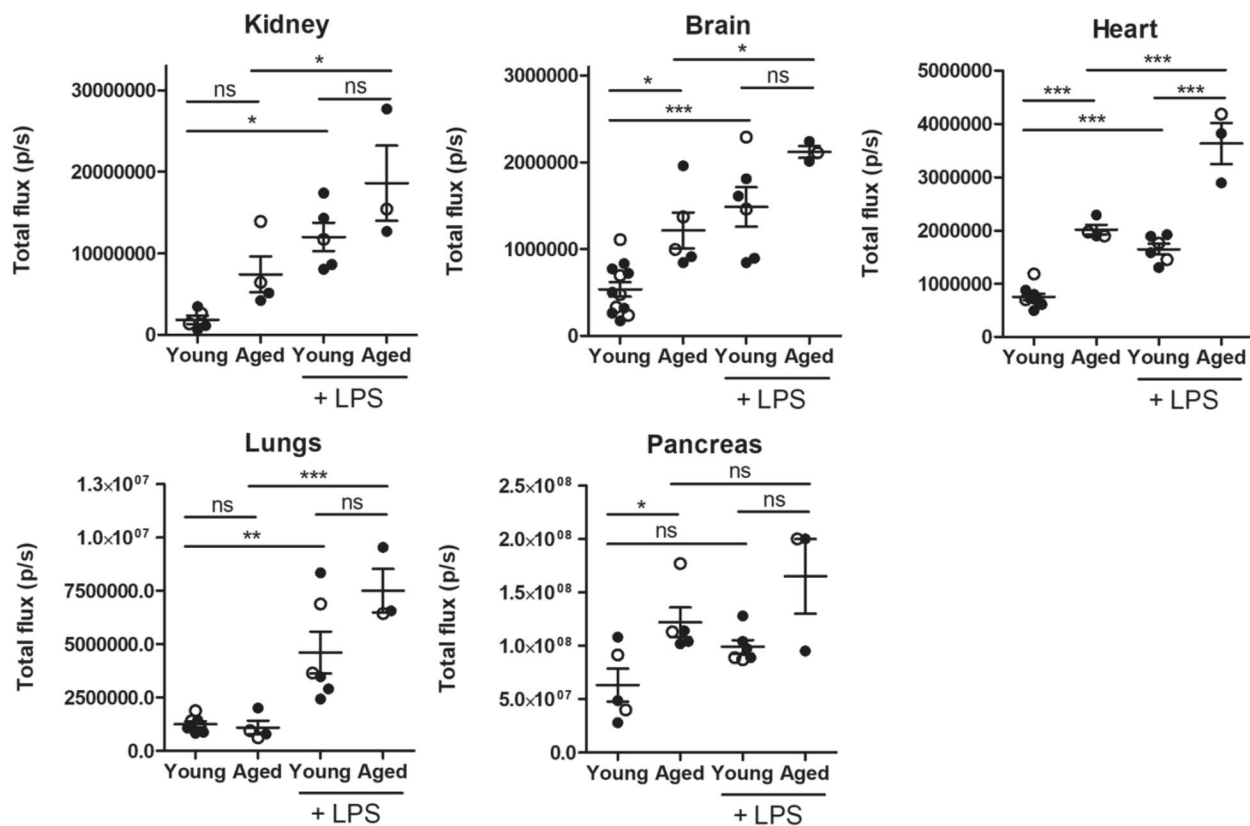 Kidney
*
ns
ns
*
30000000
20000000
10000000
0
Total flux (p/s)
Young Aged Young Aged
+ LPS
Brain
*
*
ns
***
3000000
2000000
1000000
0
Total flux (p/s)
Young Aged Young Aged
+ LPS
Heart
***
***
***
***
5000000
4000000
3000000
2000000
1000000
0
Total flux (p/s)
Young Aged Young Aged
+ LPS
Lungs
***
ns
ns
**
1.3×10⁰⁷
1.0×10⁰⁷
7500000.0
5000000.0
2500000.0
0.0
Total flux (p/s)
Young Aged Young Aged
+ LPS
Pancreas
ns
*
ns
ns
2.5×10⁰⁸
2.0×10⁰⁸
1.5×10⁰⁸
1.0×10⁰⁸
5.0×10⁰⁷
0.0
Total flux (p/s)
Young Aged Young Aged
+ LPS